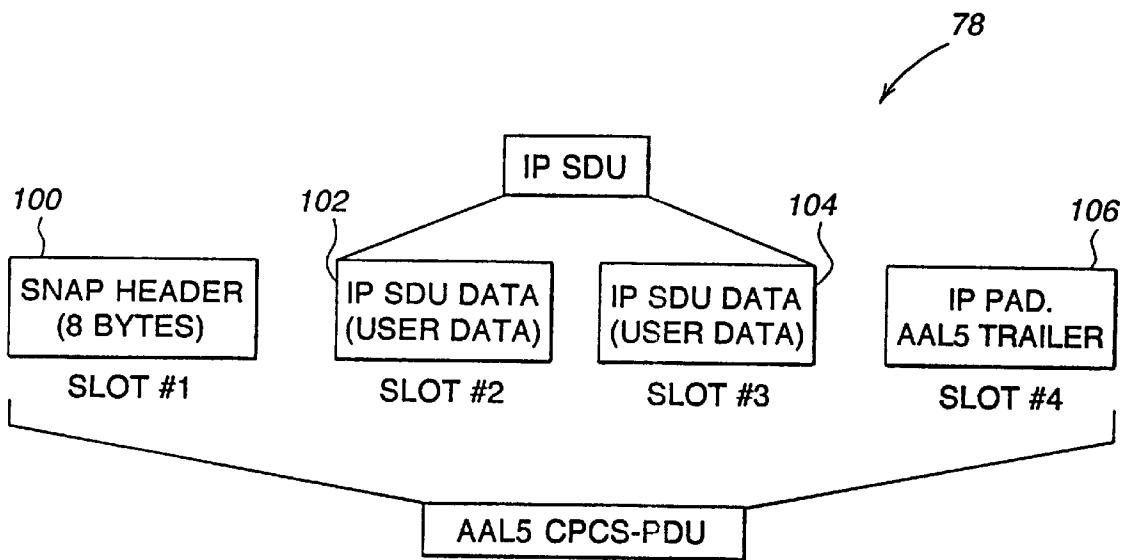 78
IP SDU
100
102
104
106
SNAP HEADER
(8 BYTES)
IP SDU DATA
(USER DATA)
IP SDU DATA
(USER DATA)
IP PAD.
AAL5 TRAILER
SLOT #1
SLOT #2
SLOT #3
SLOT #4
AAL5 CPCS-PDU